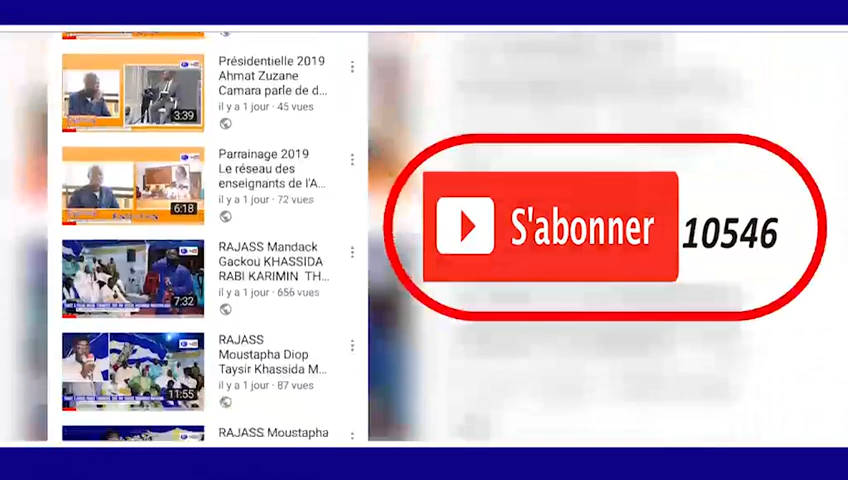 Présidentielle 2019
Ahmat Zuzane
Camara parle de d...
il y a 1 jour · 45 vues
3:39
Parrainage 2019
Le réseau des
enseignants de l'A...
il y a 1 jour · 72 vues
6:18
RAJASS Mandack
Gackou KHASSIDA
RABI KARIMIN TH...
il y a 1 jour · 656 vues
7:32
RAJASS
Moustapha Diop
Taysir Khassida M...
il y a 1 jour · 87 vues
11:55
RAJASS Moustapha
S'abonner 10546